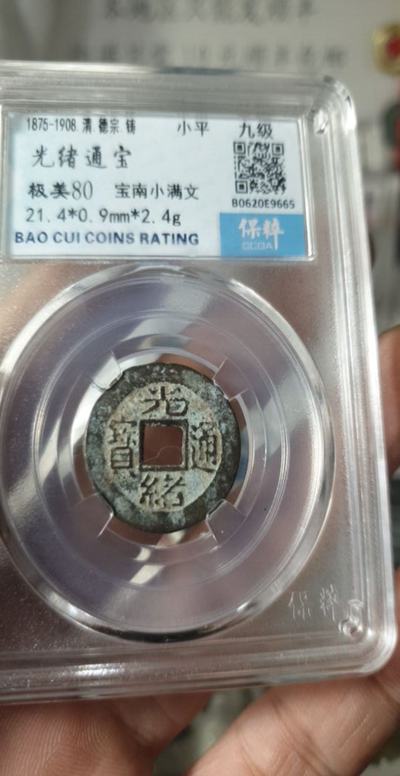 1875-1908.清.德宗.铸 小平 九级
光绪通宝
极美80 宝南小满文
B0620E9665
21.4*0.9mm*2.4g
保粹
BAO CUI COINS RATING
CCDA
光
寶 通
緒
保粹